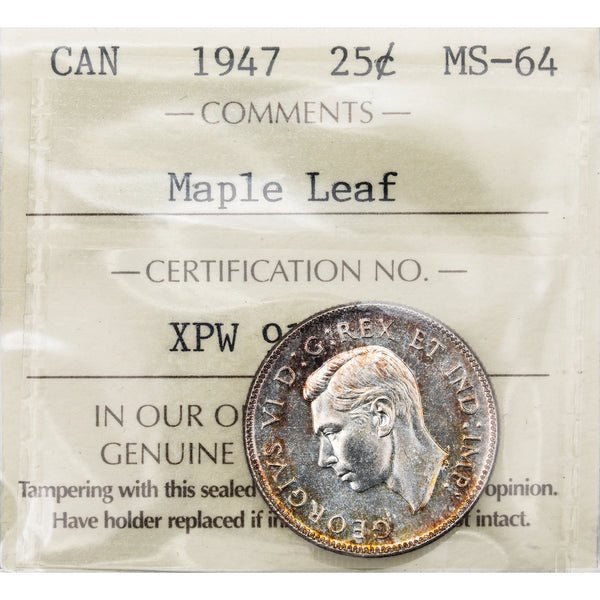 CAN 1947 25¢ MS-64
— COMMENTS —
Maple Leaf
— CERTIFICATION NO. —
XPW
IN OUR
GENUINE
Tampering with this sealed opinion.
Have holder replaced if intact.
GEORGIVS VI D:G:REX ET IND:IMP: